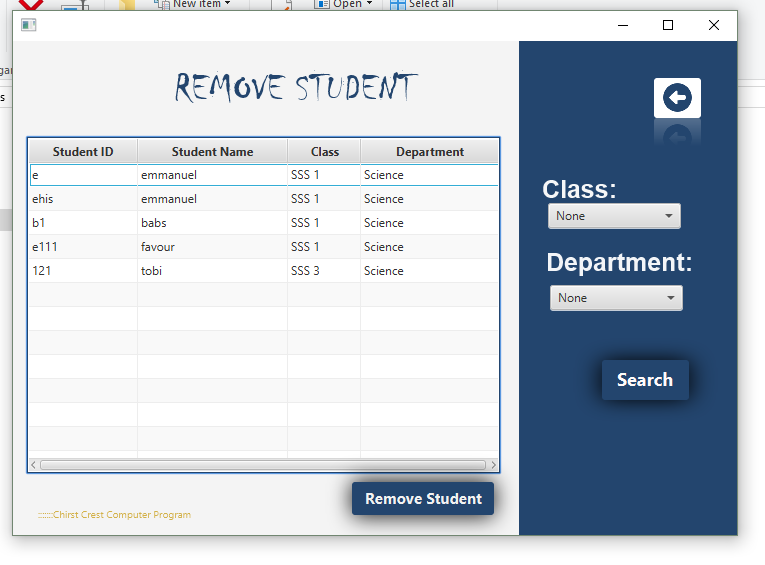 New item Open Select all
REMOVE STUDENT
Student ID Student Name Class Department
e emmanuel SSS 1 Science
ehis emmanuel SSS 1 Science
b1 babs SSS 1 Science
e111 favour SSS 1 Science
121 tobi SSS 3 Science
Remove Student
::::::Chirst Crest Computer Program
Class:
None
Department:
None
Search